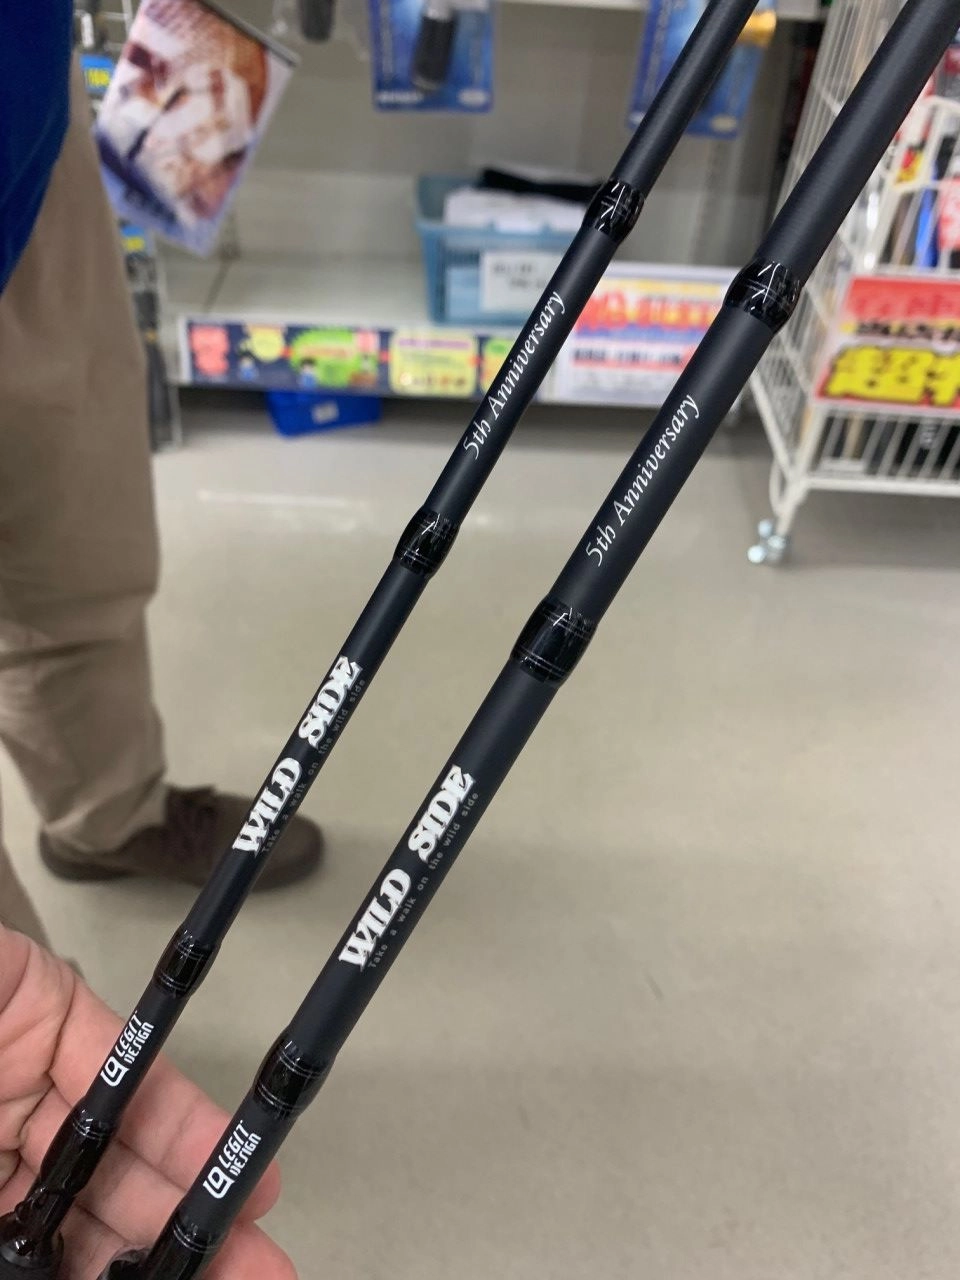 5th Anniversary
WILD SIDE
Take a walk on the wild side
LEGIT
DESIGN
5th Anniversary
WILD SIDE
Take a walk on the wild side
LEGIT
DESIGN